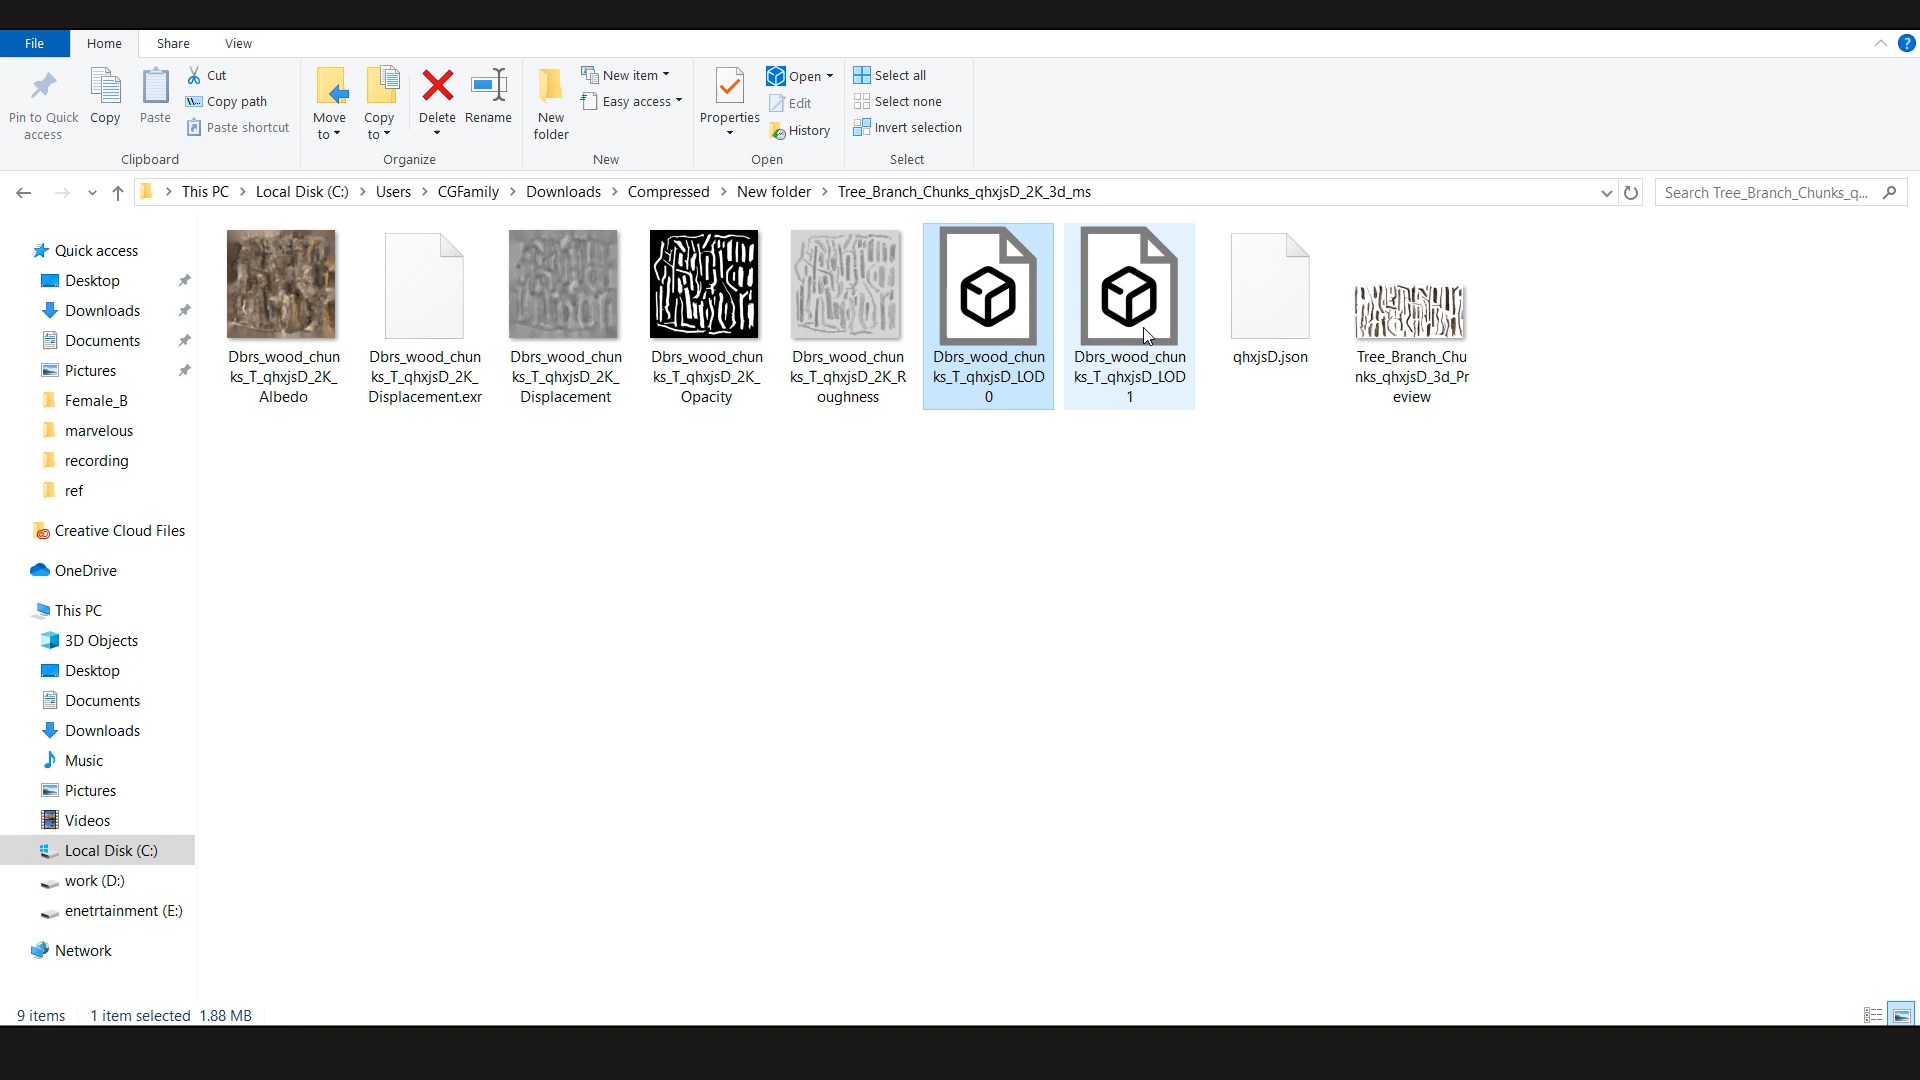 File Home Share View
Pin to Quick access
Copy
Paste
Cut
Copy path
Paste shortcut
Clipboard
Move to
Copy to
Delete
Rename
Organize
New folder
New item
Easy access
New
Properties
Open
Edit
History
Open
Select all
Select none
Invert selection
Select
This PC > Local Disk (C:) > Users > CGFamily > Downloads > Compressed > New folder > Tree_Branch_Chunks_qhxjsD_2K_3d_ms
Search Tree_Branch_Chunks_q...
Quick access
Desktop
Downloads
Documents
Pictures
Female_B
marvelous
recording
ref
Creative Cloud Files
OneDrive
This PC
3D Objects
Desktop
Documents
Downloads
Music
Pictures
Videos
Local Disk (C:)
work (D:)
enetrtainment (E:)
Network
Dbrs_wood_chun
ks_T_qhxjsD_2K_
Albedo
Dbrs_wood_chun
ks_T_qhxjsD_2K_
Displacement.exr
Dbrs_wood_chun
ks_T_qhxjsD_2K_
Displacement
Dbrs_wood_chun
ks_T_qhxjsD_2K_
Opacity
Dbrs_wood_chun
ks_T_qhxjsD_2K_R
oughness
Dbrs_wood_chun
ks_T_qhxjsD_LOD
0
Dbrs_wood_chun
ks_T_qhxjsD_LOD
1
qhxjsD.json
Tree_Branch_Chu
nks_qhxjsD_3d_Pr
eview
9 items 1 item selected 1.88 MB